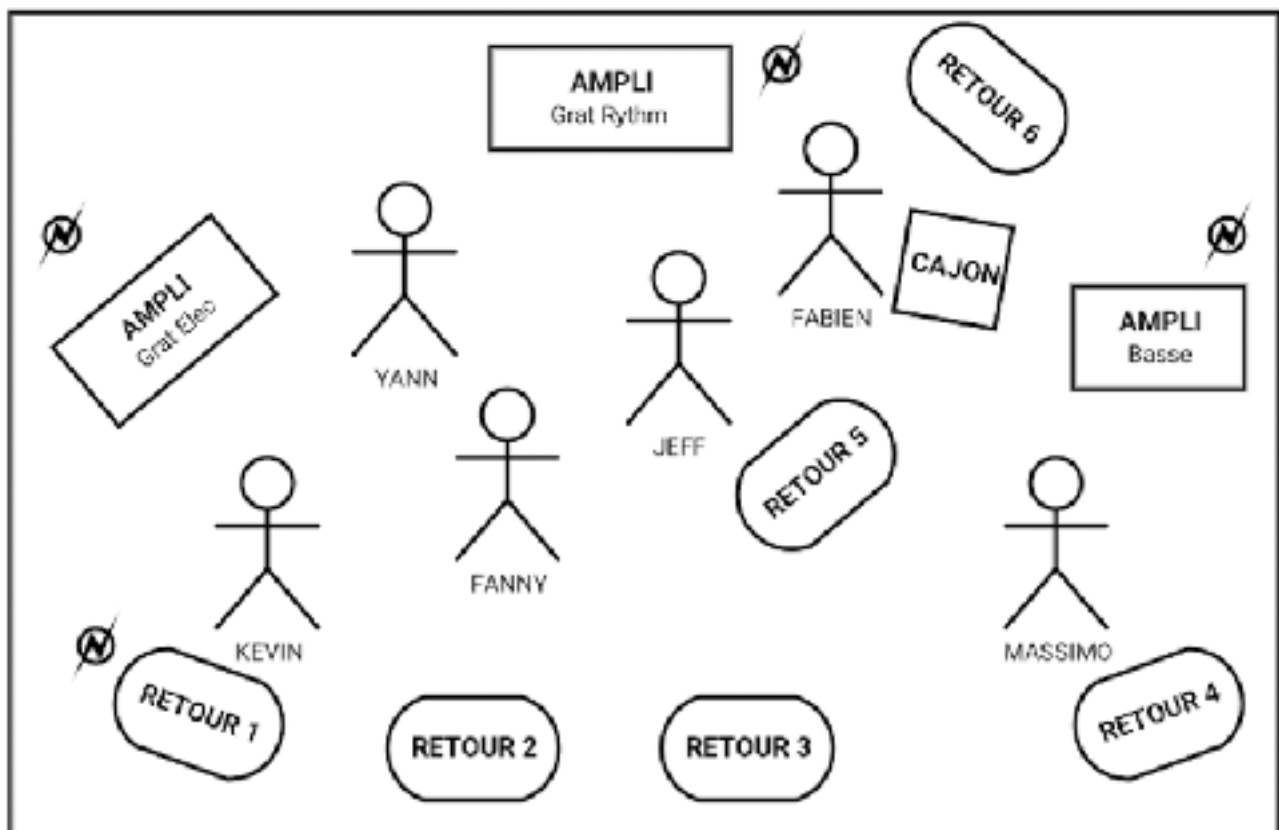 AMPLI
Grat Rythm
RETOUR 6
AMPLI
Grat Elec
YANN
FABIEN
CAJON
AMPLI
Basse
JEFF
RETOUR 5
FANNY
KEVIN
MASSIMO
RETOUR 1
RETOUR 2
RETOUR 3
RETOUR 4